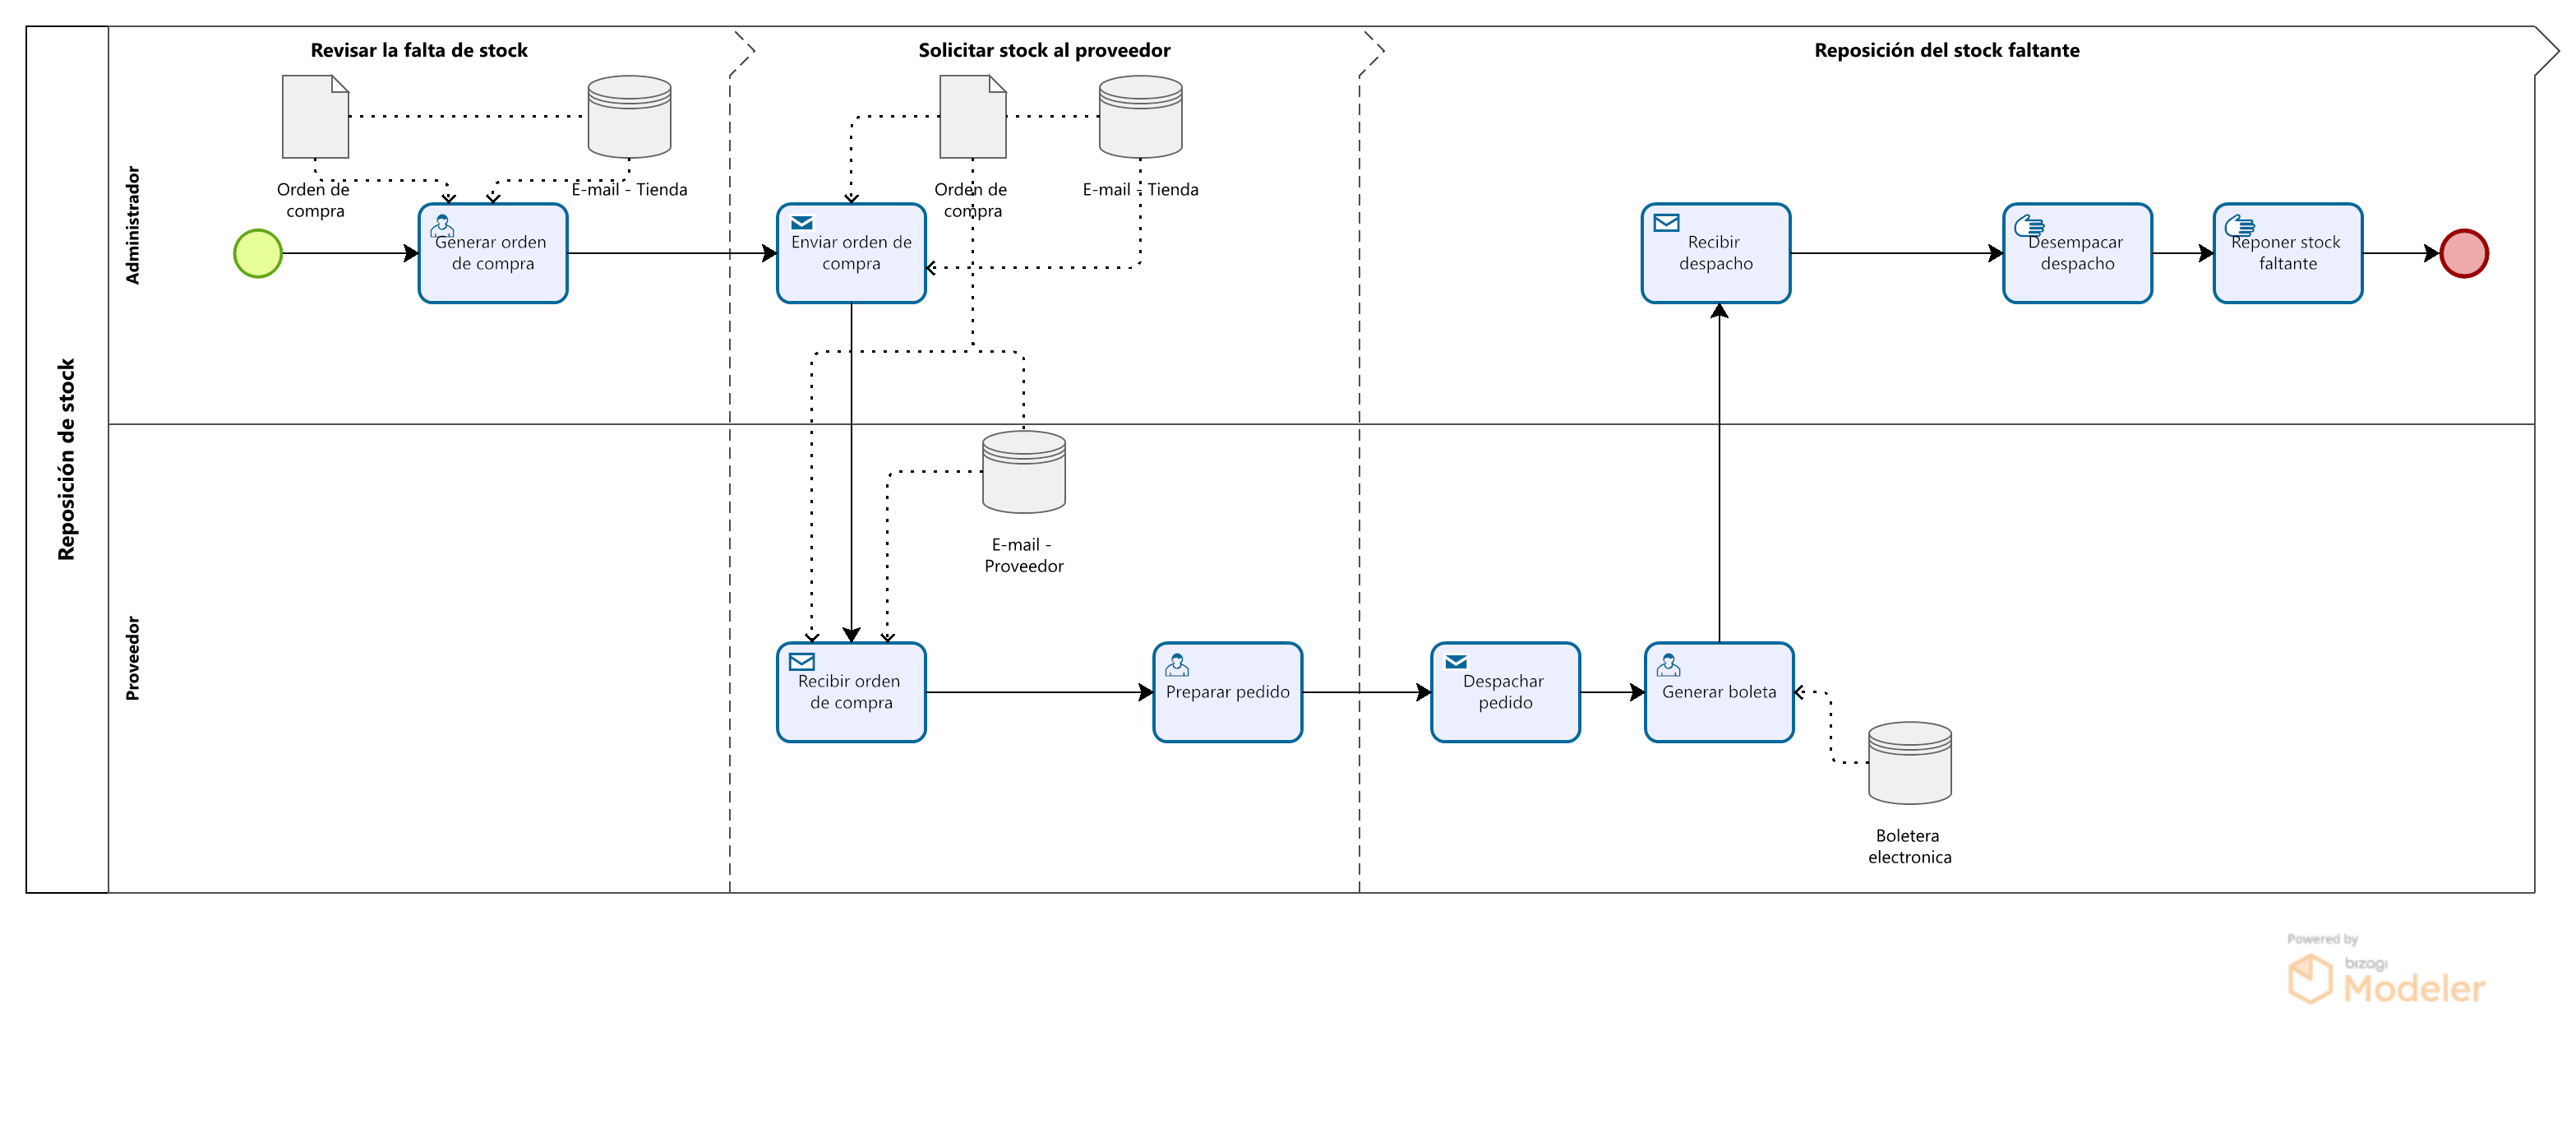 Reposición de stock
Revisar la falta de stock
Solicitar stock al proveedor
Reposición del stock faltante
Administrador
Orden de
compra
E-mail - Tienda
Generar orden
de compra
Orden de
compra
E-mail - Tienda
Enviar orden de
compra
Recibir
despacho
Desempacar
despacho
Reponer stock
faltante
Proveedor
E-mail -
Proveedor
Recibir orden
de compra
Preparar pedido
Despachar
pedido
Generar boleta
Boletera
electronica
Powered by
bizagi
Modeler